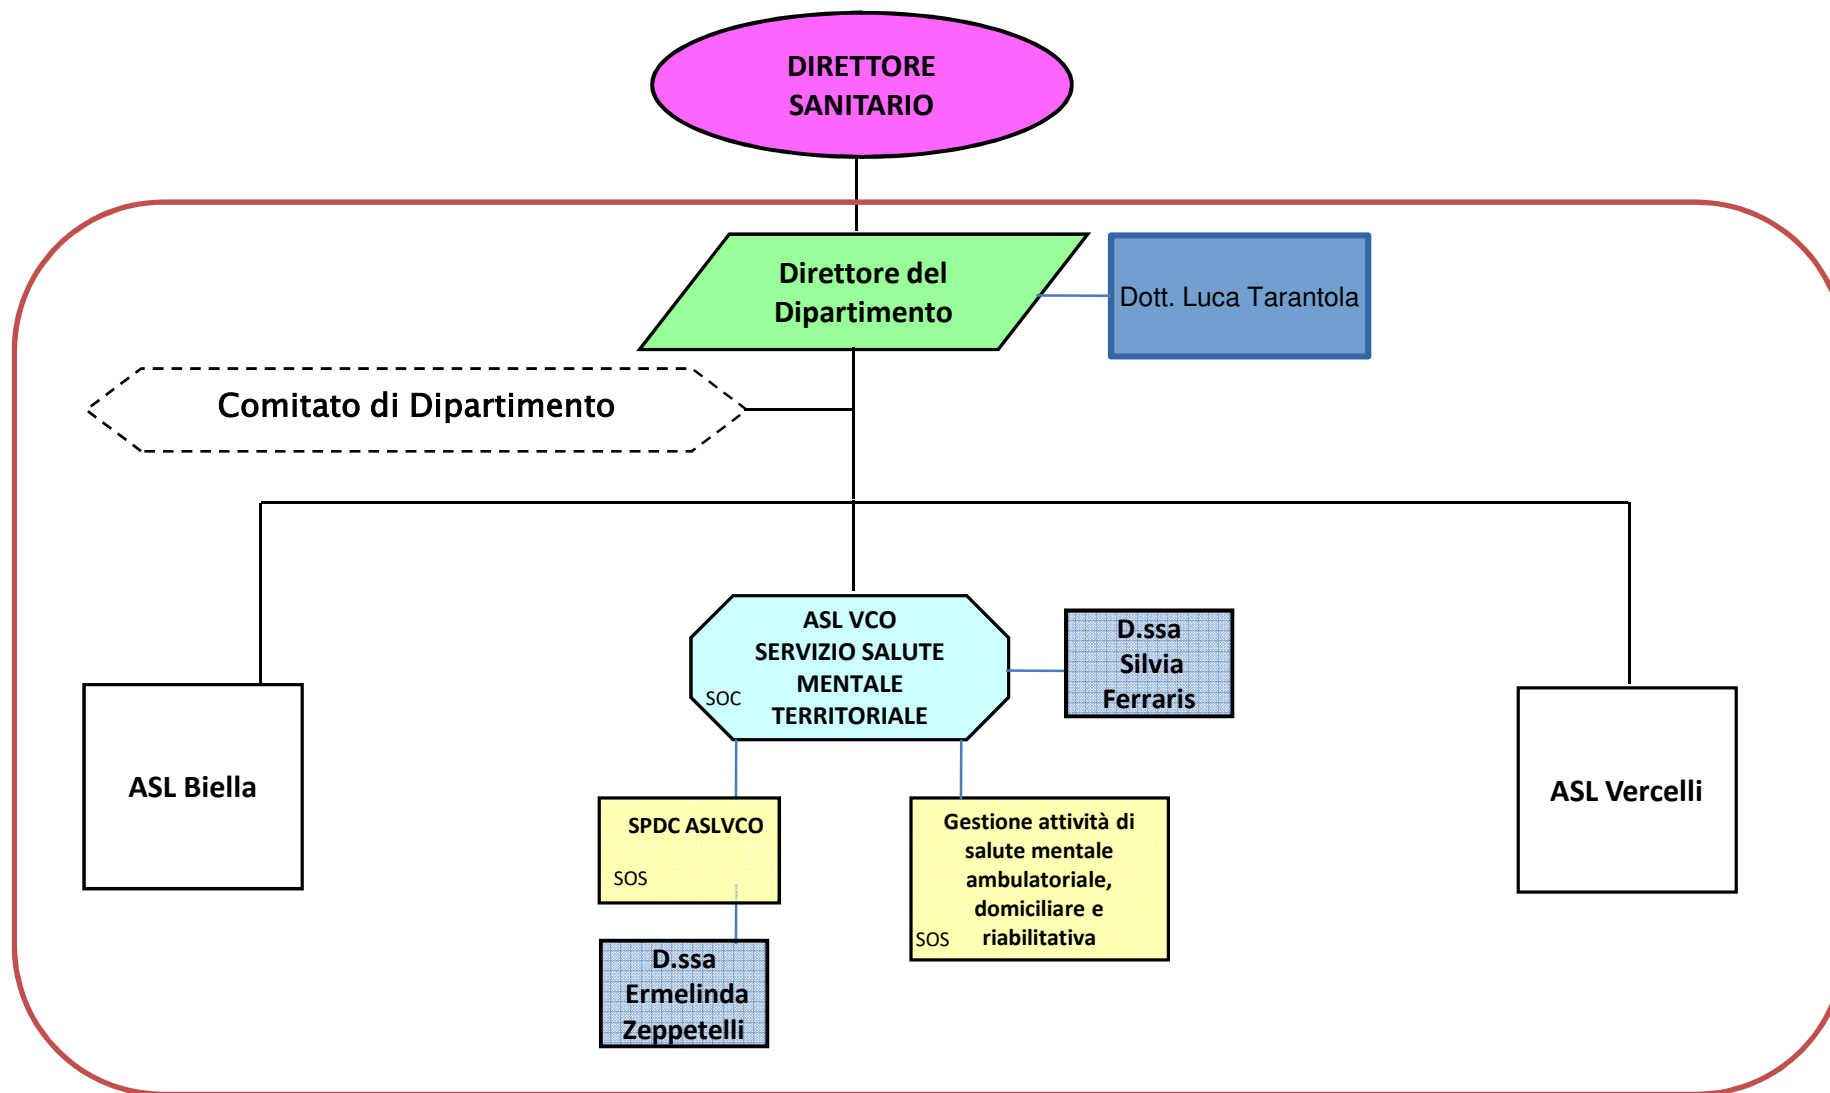 DIRETTORE
SANITARIO
Direttore del
Dipartimento
Dott. Luca Tarantola
Comitato di Dipartimento
ASL VCO
SERVIZIO SALUTE
MENTALE
TERRITORIALE
SOC
D.ssa
Silvia
Ferraris
ASL Biella
ASL Vercelli
SPDC ASLVCO
SOS
Gestione attività di
salute mentale
ambulatoriale,
domiciliare e
riabilitativa
SOS
D.ssa
Ermelinda
Zeppetelli